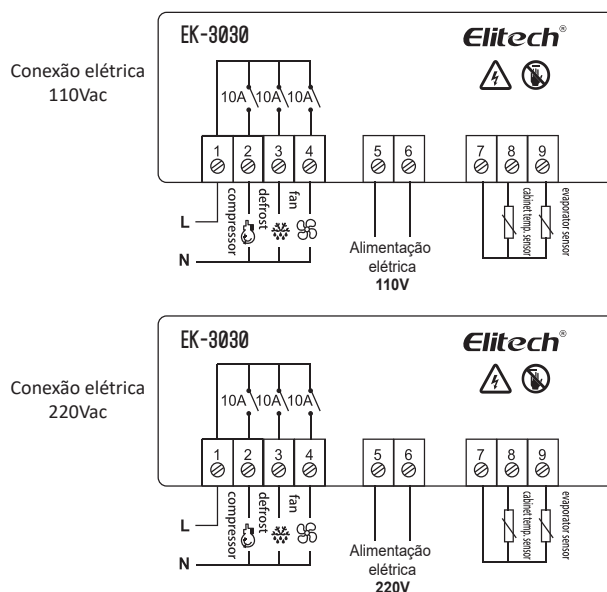 EK-3030
Elitech®
Conexão elétrica
110Vac
10A 10A 10A
1 2 3 4 5 6 7 8 9
L
N
compressor
defrost
fan
Alimentação
elétrica
110V
cabinet temp. sensor
evaporator sensor
EK-3030
Elitech®
Conexão elétrica
220Vac
10A 10A 10A
1 2 3 4 5 6 7 8 9
L
N
compressor
defrost
fan
Alimentação
elétrica
220V
cabinet temp. sensor
evaporator sensor